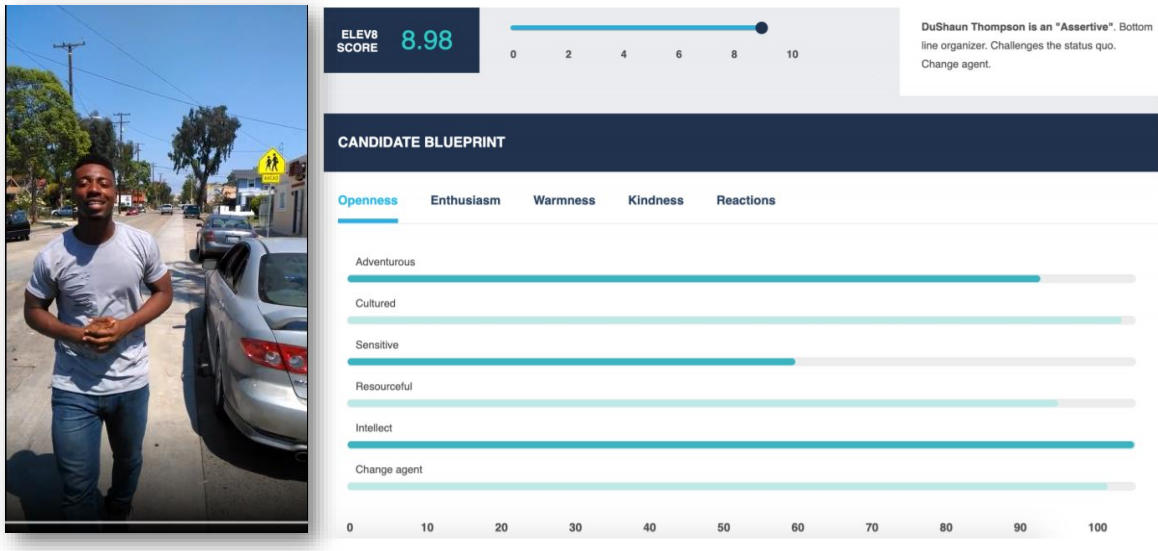 ELEV8
SCORE
8.98
0 2 4 6 8 10
DuShaun Thompson is an "Assertive". Bottom
line organizer. Challenges the status quo.
Change agent.
CANDIDATE BLUEPRINT
Openness Enthusiasm Warmness Kindness Reactions
Adventurous
Cultured
Sensitive
Resourceful
Intellect
Change agent
0 10 20 30 40 50 60 70 80 90 100